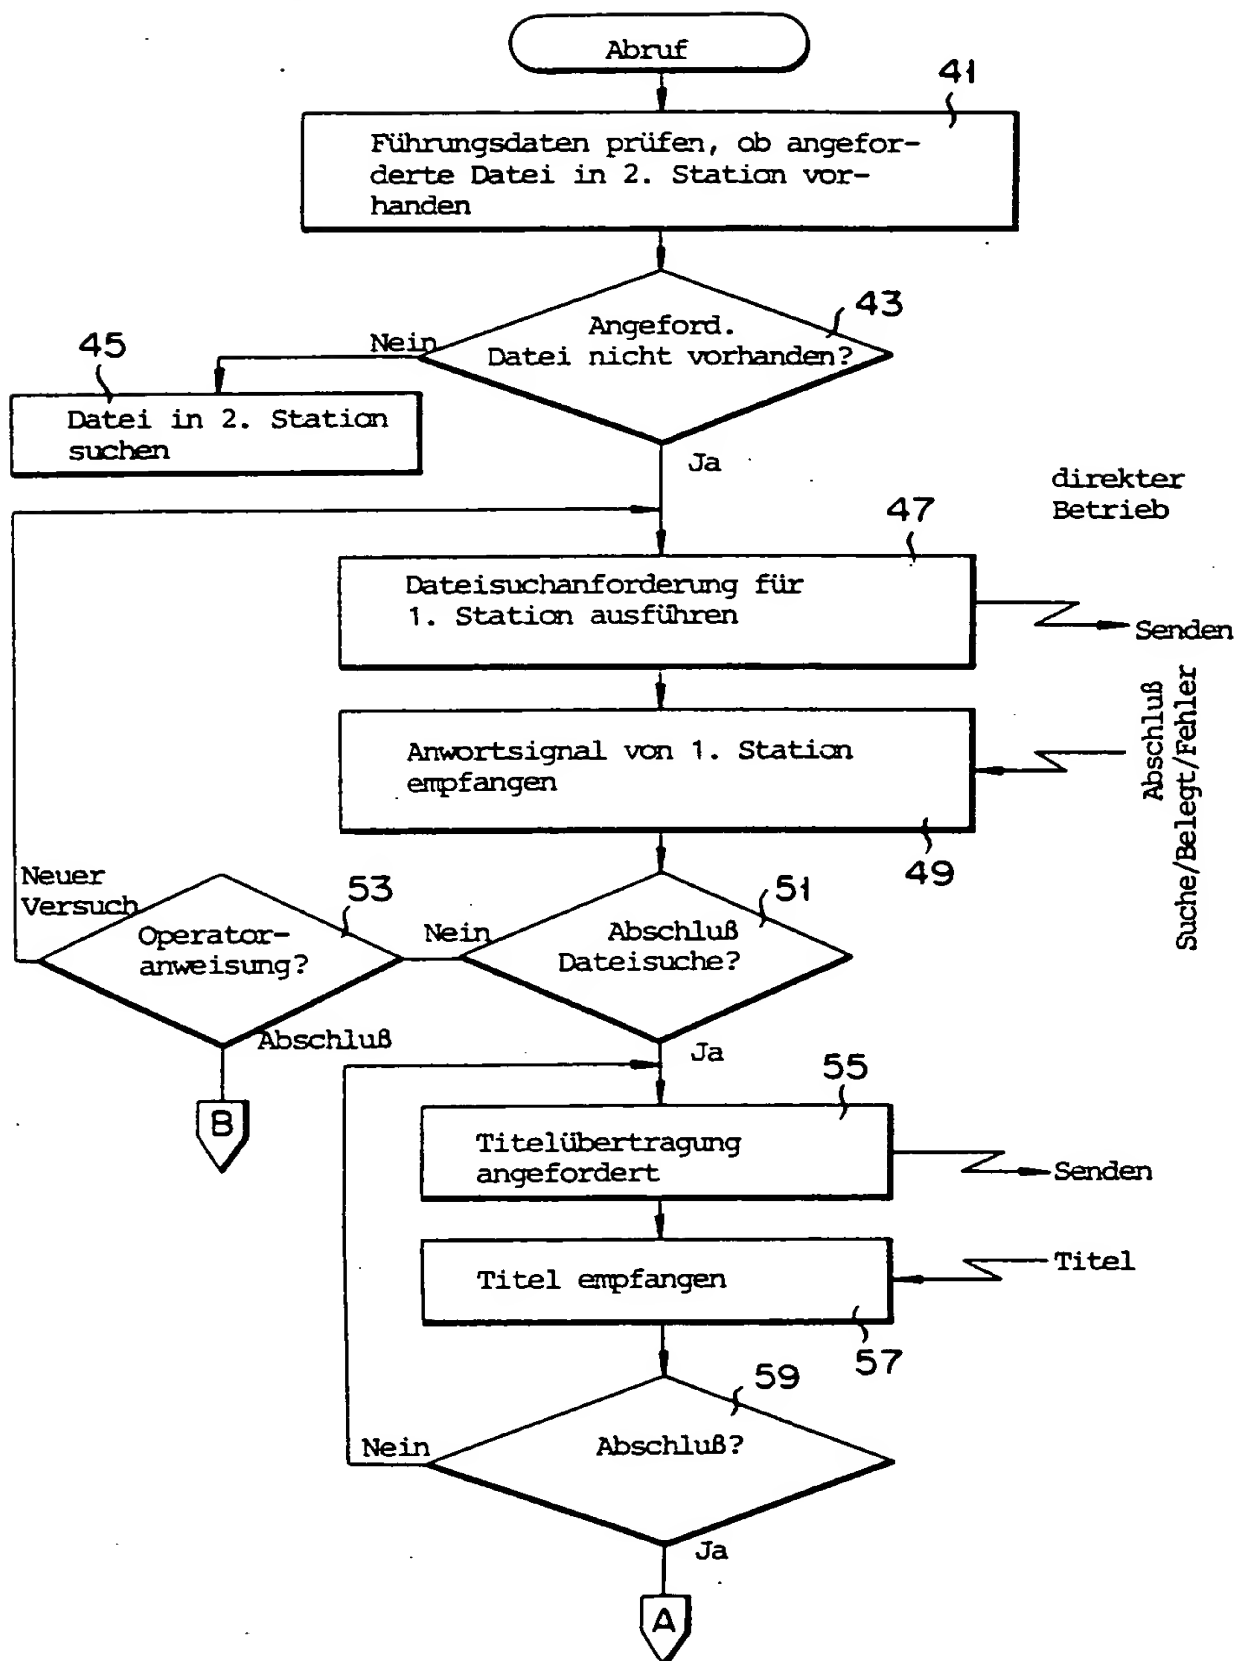 Abruf
41
Führungsdaten prüfen, ob angefor-
derte Datei in 2. Station vor-
handen
43
Angeford.
Datei nicht vorhanden?
Nein
45
Datei in 2. Station
suchen
Ja
direkter
Betrieb
47
Dateisuchanforderung für
1. Station ausführen
Senden
Anwortsignal von 1. Station
empfangen
Abschluß
Suche/Belegt/Fehler
49
Neuer
Versuch
53
Operator-
anweisung?
Nein
51
Abschluß
Dateisuche?
Abschluß
Ja
B
55
Titelübertragung
angefordert
Senden
Titel empfangen
Titel
57
59
Abschluß?
Nein
Ja
A